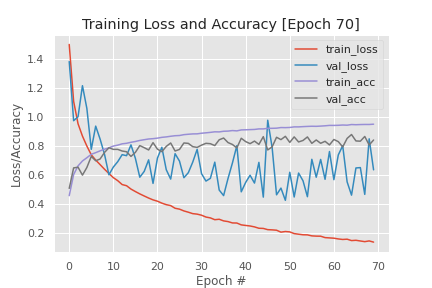 Training Loss and Accuracy [Epoch 70]
train_loss
val_loss
train_acc
val_acc
Loss/Accuracy
1.4
1.2
1.0
0.8
0.6
0.4
0.2
0 10 20 30 40 50 60 70
Epoch #